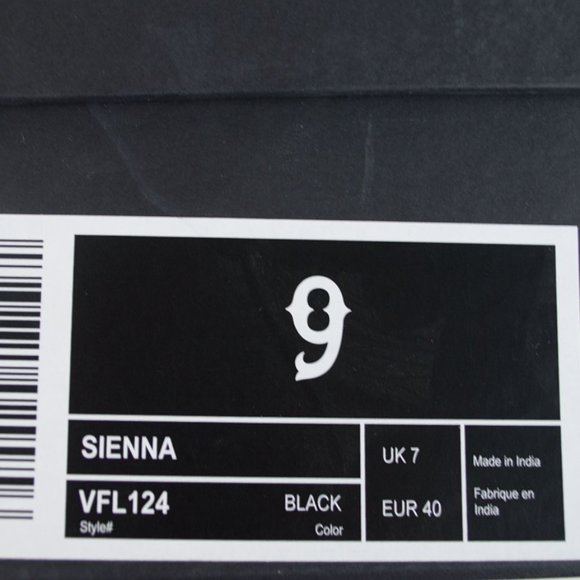 9
SIENNA
VFL124
Style#
BLACK
Color
UK 7
EUR 40
Made in India
Fabrique en
India